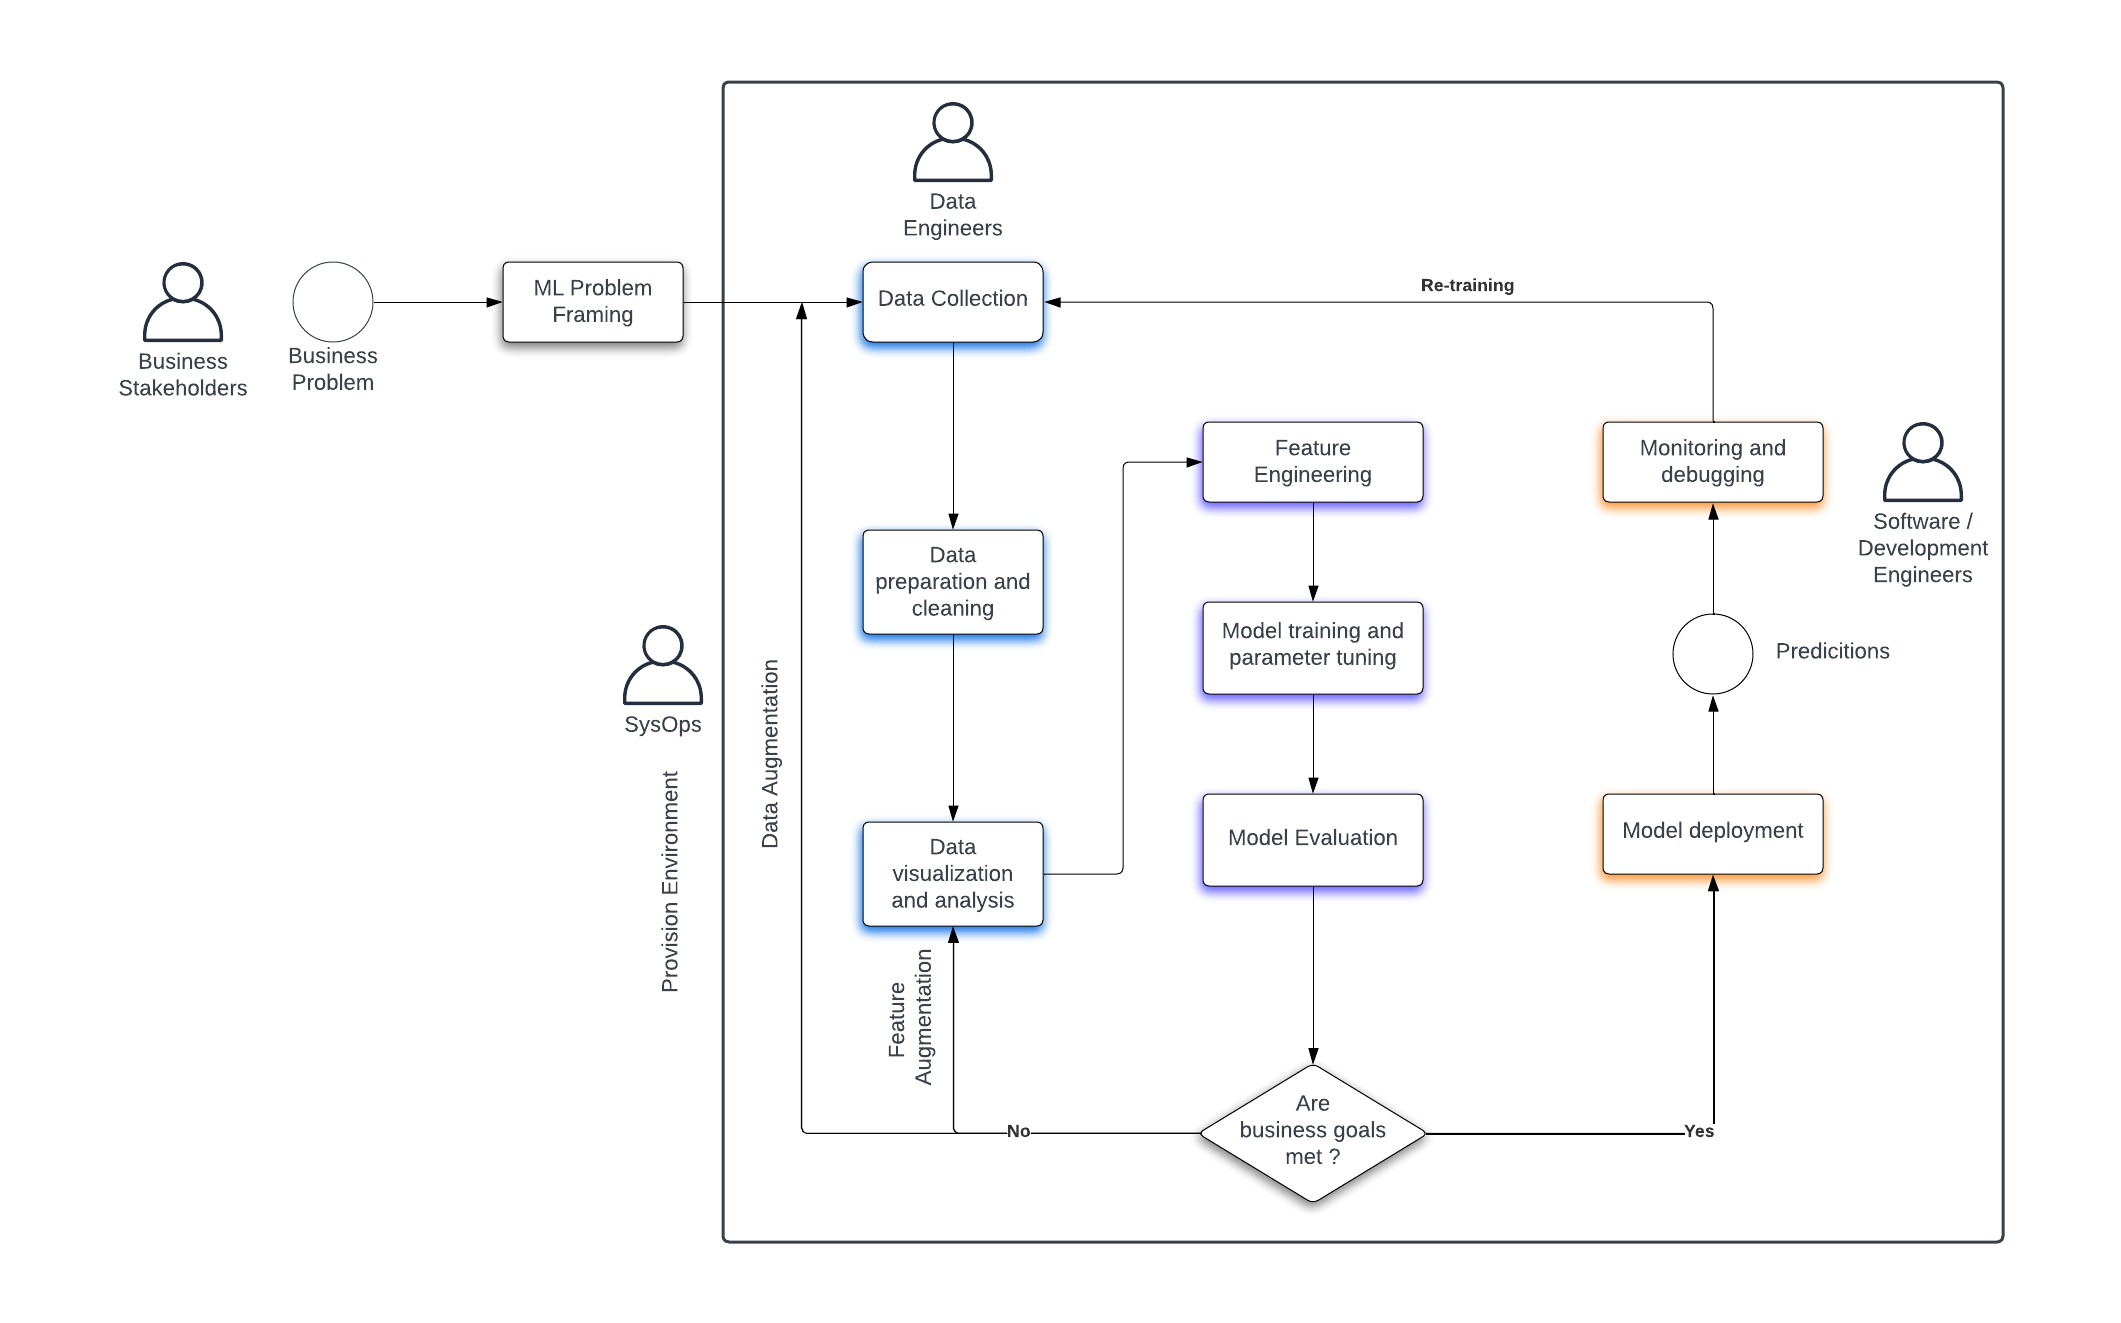 Data
Engineers
Business
Stakeholders
Business
Problem
ML Problem
Framing
Data Collection
Re-training
Feature
Engineering
Monitoring and
debugging
Software /
Development
Engineers
Data
preparation and
cleaning
Model training and
parameter tuning
Predicitions
SysOps
Provision Environment
Data Augmentation
Data
visualization
and analysis
Model Evaluation
Model deployment
Feature
Augmentation
No
Are
business goals
met ?
Yes